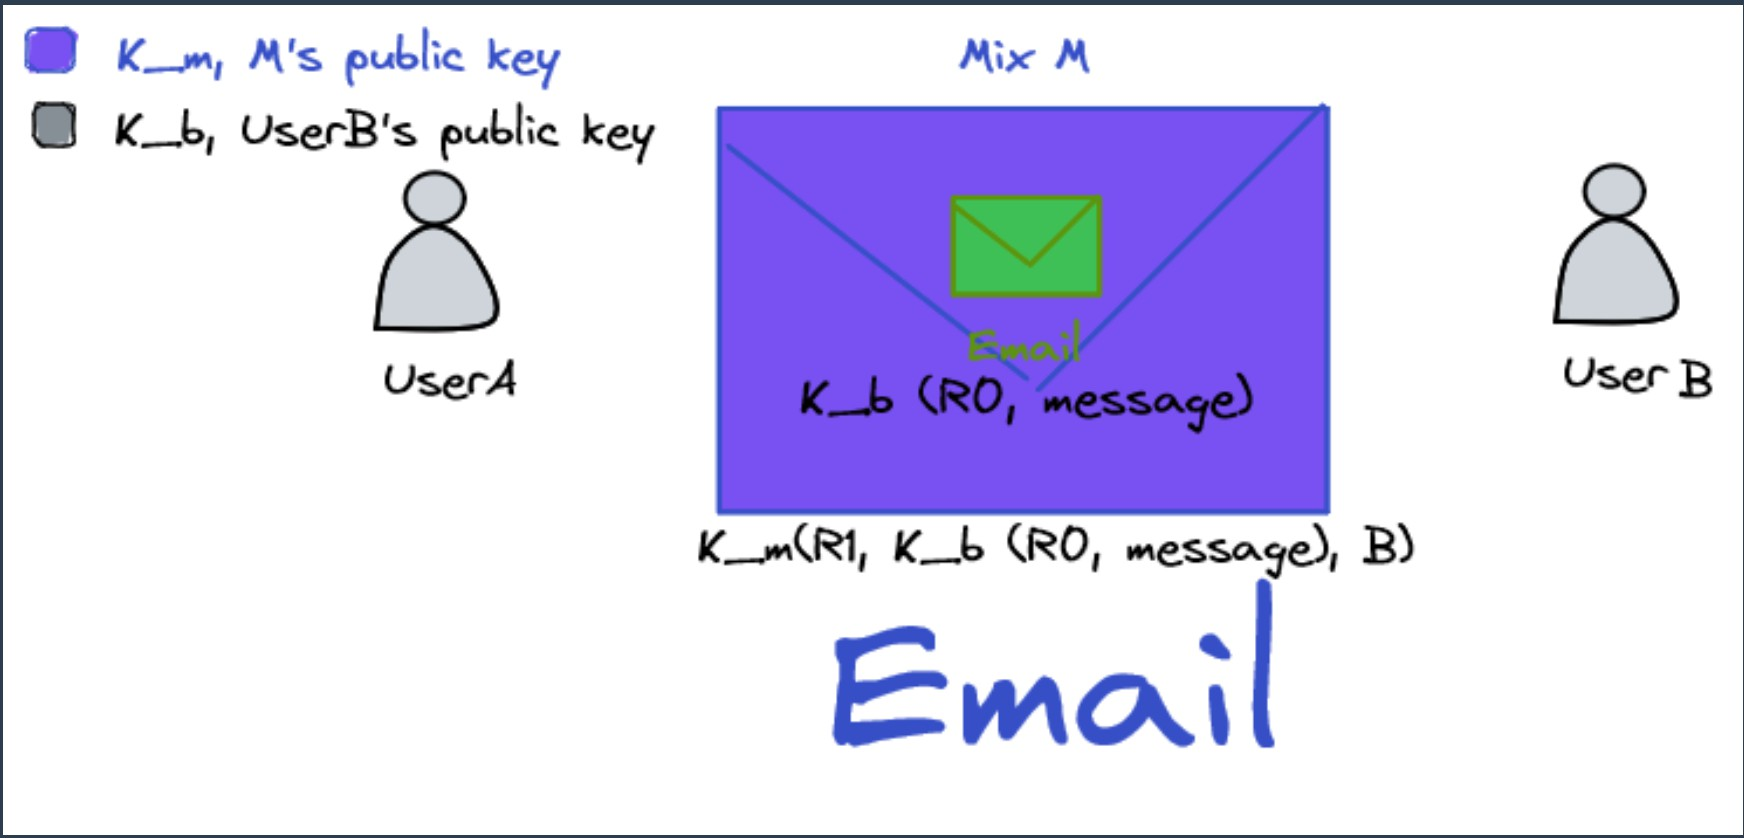 K_m, M's public key
Mix M
K_b, UserB's public key
Email
K_b (R0, message)
UserA
User B
K_m(R1, K_b (R0, message), B)
Email